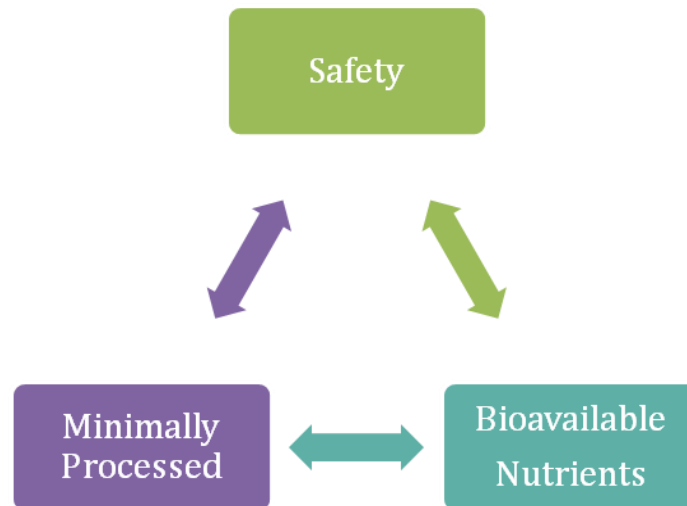 Safety
Minimally
Processed
Bioavailable
Nutrients